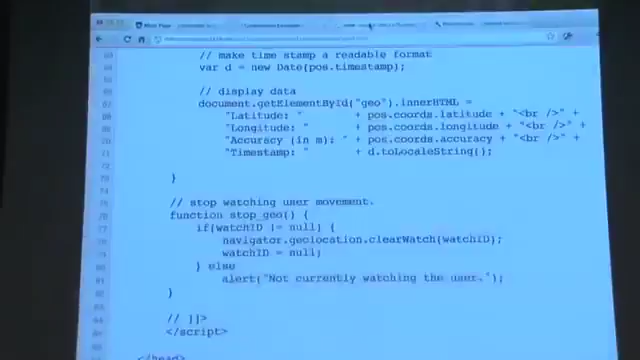 // make time stamp a readable format
var d = new Date(pos.timestamp);
// display data
document.getElementById("geo").innerHTML =
"Latitude: " + pos.coords.latitude + "<br />" +
"Longitude: " + pos.coords.longitude + "<br />" +
"Accuracy (in m): " + pos.coords.accuracy + "<br />" +
"Timestamp: " + d.toLocaleString();
}
// stop watching user movement.
function stop_geo() {
if(watchID != null) {
navigator.geolocation.clearWatch(watchID);
watchID = null;
} else
alert("Not currently watching the user.");
}
// ]]>
</script>
</head>